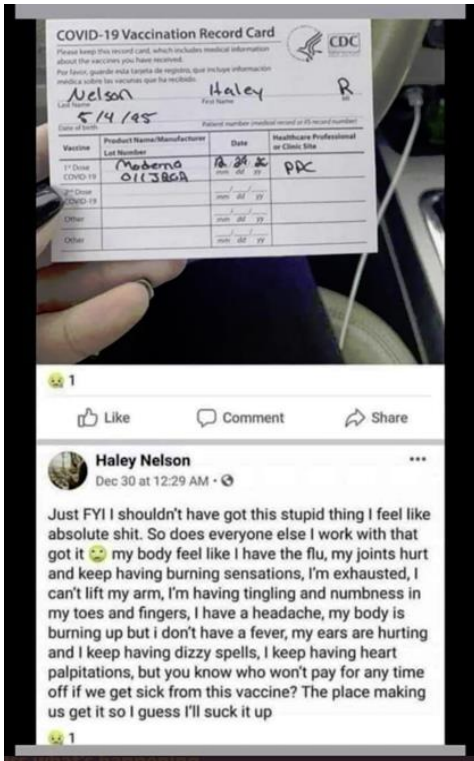 COVID-19 Vaccination Record Card
CDC
Please keep this record card, which includes medical information
about the vaccines you have received.
Por favor, guarde esta tarjeta de registro, que incluye información
médica sobre las vacunas que ha recibido.
Nelson Haley R
Last Name First Name MI
5/4/95
Date of birth Patient number (medical record or IIS record number)
Vaccine Product Name/Manufacturer Date Healthcare Professional
Lot Number or Clinic Site
1st Dose Moderna PPC
COVID-19 mm dd yy
2nd Dose
COVID-19 mm dd yy
Other
mm dd yy
Other
mm dd yy
1
Like Comment Share
Haley Nelson
Dec 30 at 12:29 AM ·
Just FYI I shouldn't have got this stupid thing I feel like
absolute shit. So does everyone else I work with that
got it my body feel like I have the flu, my joints hurt
and keep having burning sensations, I'm exhausted, I
can't lift my arm, I'm having tingling and numbness in
my toes and fingers, I have a headache, my body is
burning up but i don't have a fever, my ears are hurting
and I keep having dizzy spells, I keep having heart
palpitations, but you know who won't pay for any time
off if we get sick from this vaccine? The place making
us get it so I guess I'll suck it up
1